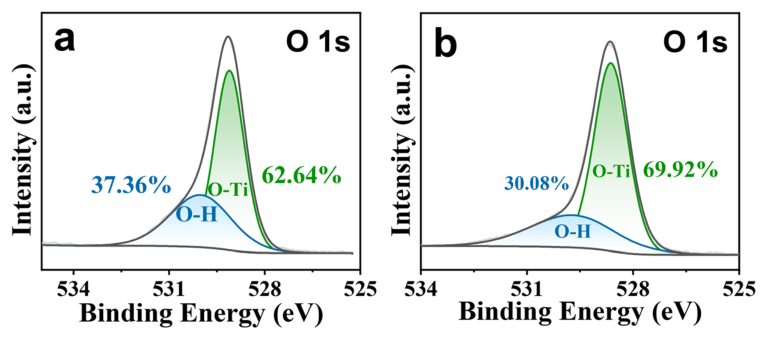 a
O 1s
37.36%
62.64%
O-Ti
O-H
Intensity (a.u.)
534
531
528
525
Binding Energy (eV)
b
O 1s
30.08%
69.92%
O-Ti
O-H
Intensity (a.u.)
534
531
528
525
Binding Energy (eV)